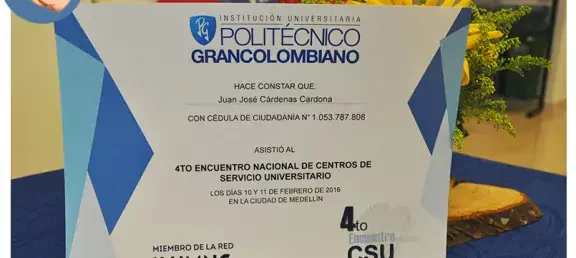 INSTITUCIÓN UNIVERSITARIA
PG
POLITÉCNICO
GRANCOLOMBIANO
HACE CONSTAR QUE:
Juan José Cárdenas Cardona
CON CÉDULA DE CIUDADANÍA N° 1.053.787.808
ASISTIÓ AL
4TO ENCUENTRO NACIONAL DE CENTROS DE
SERVICIO UNIVERSITARIO
LOS DÍAS 10 Y 11 DE FEBRERO DE 2016
EN LA CIUDAD DE MEDELLÍN
MIEMBRO DE LA RED
4to
Encuentro
CSU